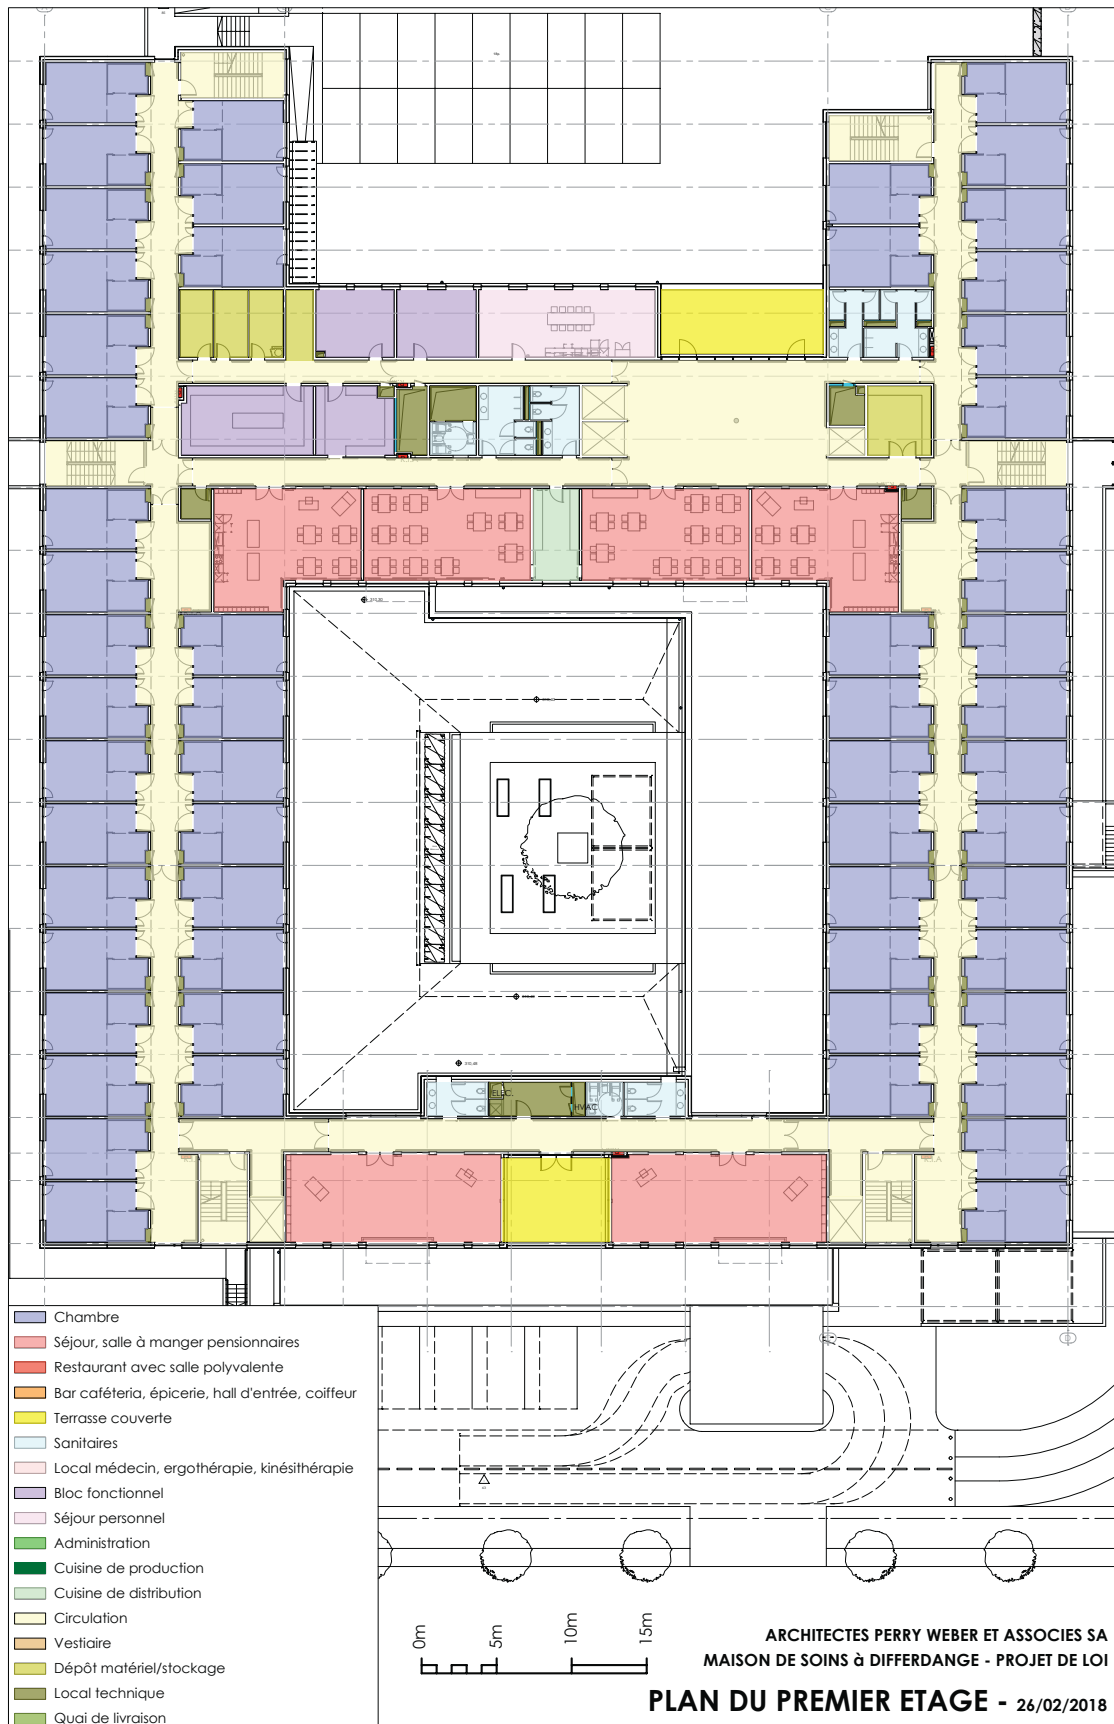 ELEC.
HVAC
Chambre
Séjour, salle à manger pensionnaires
Restaurant avec salle polyvalente
Bar caféteria, épicerie, hall d'entrée, coiffeur
Terrasse couverte
Sanitaires
Local médecin, ergothérapie, kinésithérapie
Bloc fonctionnel
Séjour personnel
Administration
Cuisine de production
Cuisine de distribution
Circulation
Vestiaire
Dépôt matériel/stockage
Local technique
Quai de livraison
0m
5m
10m
15m
ARCHITECTES PERRY WEBER ET ASSOCIES SA
MAISON DE SOINS à DIFFERDANGE - PROJET DE LOI
PLAN DU PREMIER ETAGE - 26/02/2018